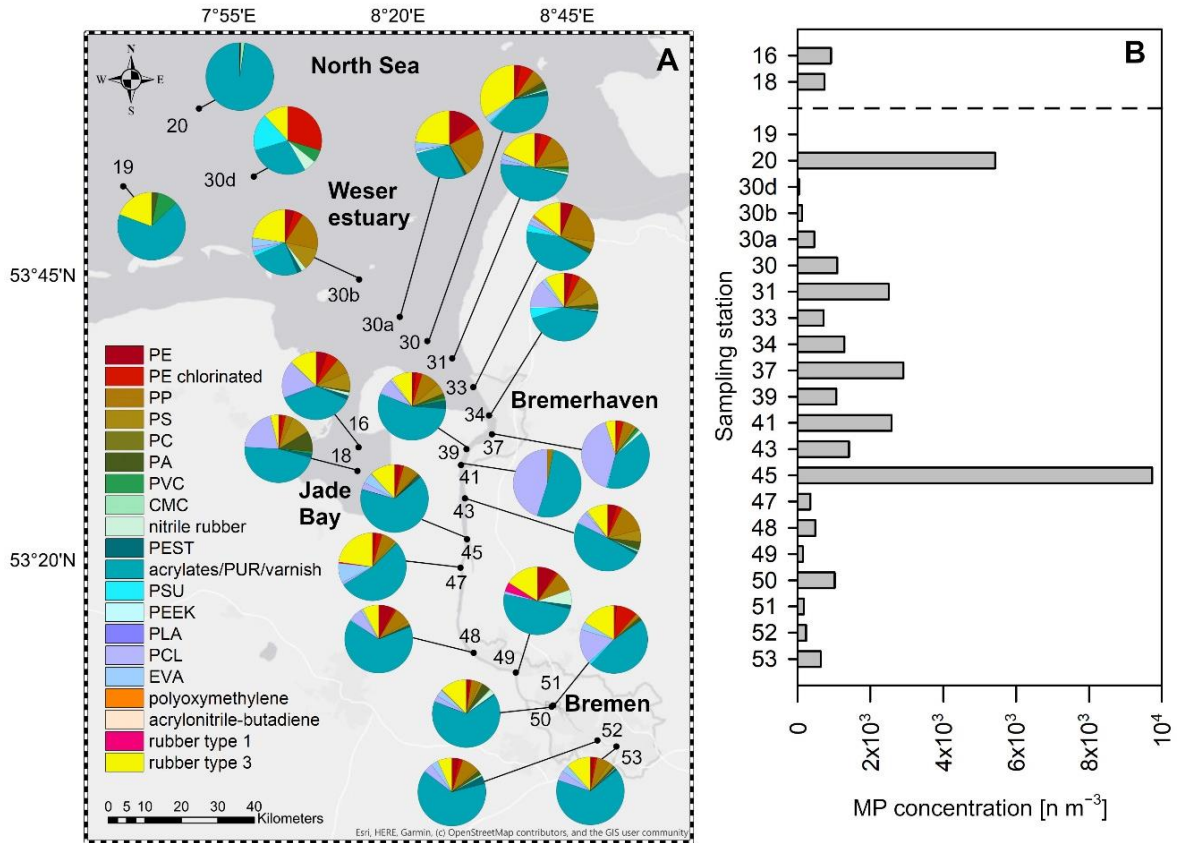 7°55'E 8°20'E 8°45'E
A
N
W E
S
North Sea
20
19
30d
Weser
estuary
53°45'N
30b
30a
30
31
33
34
Bremerhaven
37
16
18
39
41
Jade
Bay
43
45
47
53°20'N
48
49
51
50
Bremen
52
53
PE
PE chlorinated
PP
PS
PC
PA
PVC
CMC
nitrile rubber
PEST
acrylates/PUR/varnish
PSU
PEEK
PLA
PCL
EVA
polyoxymethylene
acrylonitrile-butadiene
rubber type 1
rubber type 3
0 5 10 20 30 40
Kilometers
Esri, HERE, Garmin, (c) OpenStreetMap contributors, and the GIS user community
B
Sampling station
16
18
19
20
30d
30b
30a
30
31
33
34
37
39
41
43
45
47
48
49
50
51
52
53
0
2x10³
4x10³
6x10³
8x10³
10⁴
MP concentration [n m⁻³]